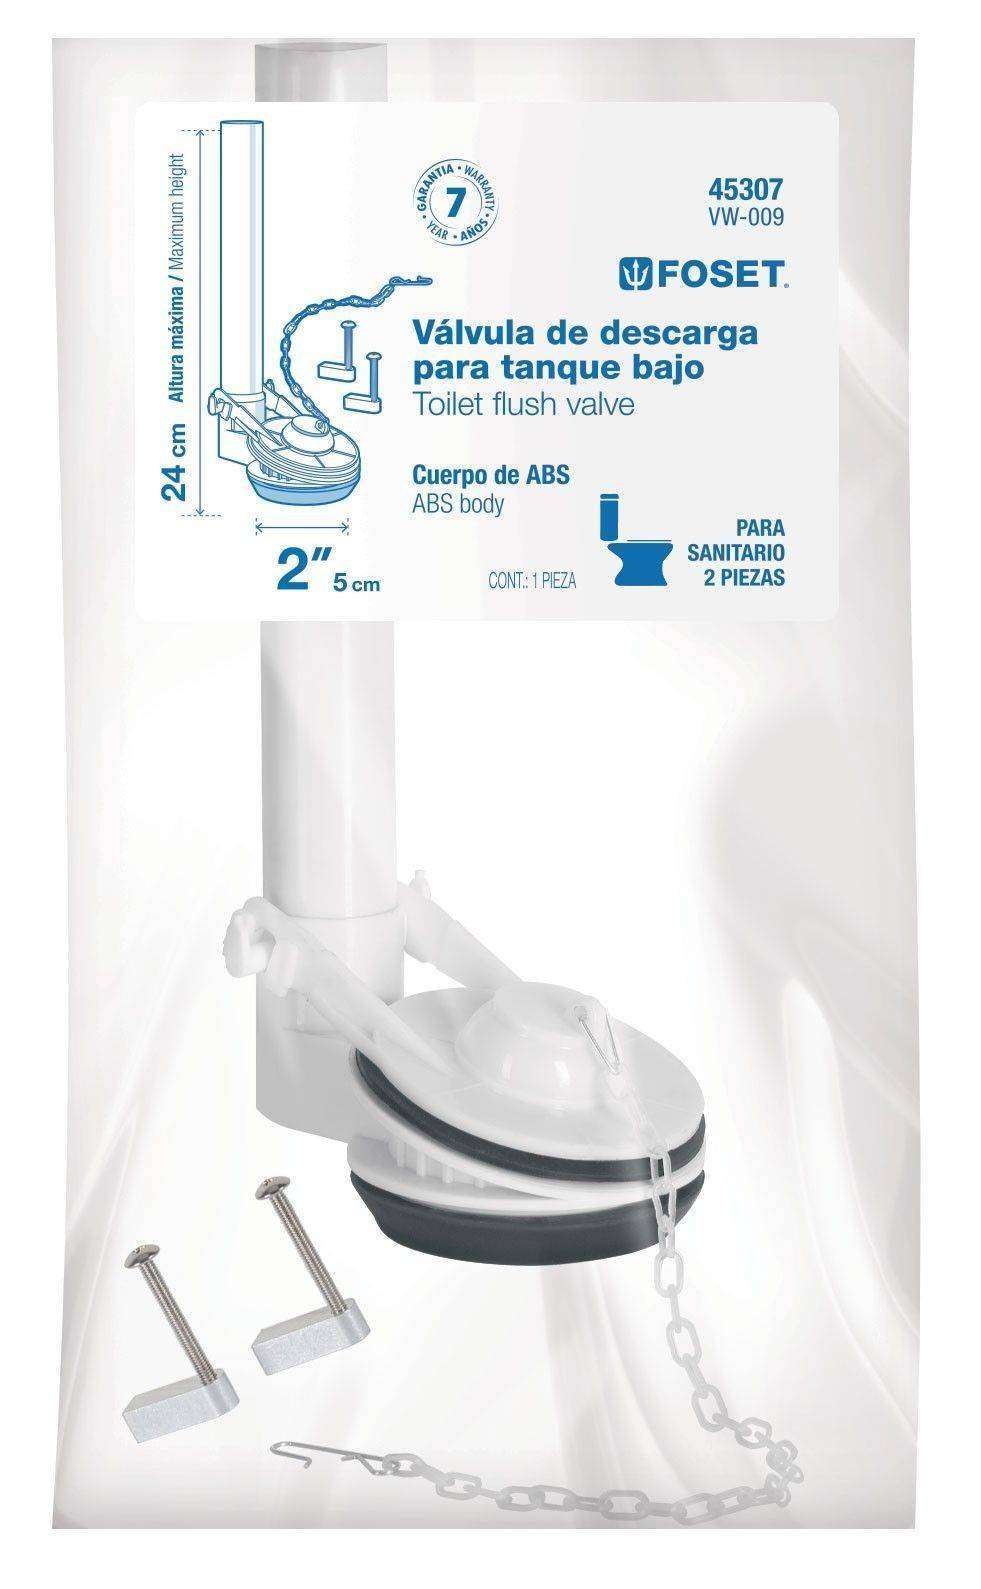 GARANTIA • WARRANTY •
7
YEAR • AÑOS •
45307
VW-009
FOSET®
Válvula de descarga
para tanque bajo
Toilet flush valve
Cuerpo de ABS
ABS body
CONT.: 1 PIEZA
PARA
SANITARIO
2 PIEZAS
24 cm Altura máxima / Maximum height
2” 5 cm